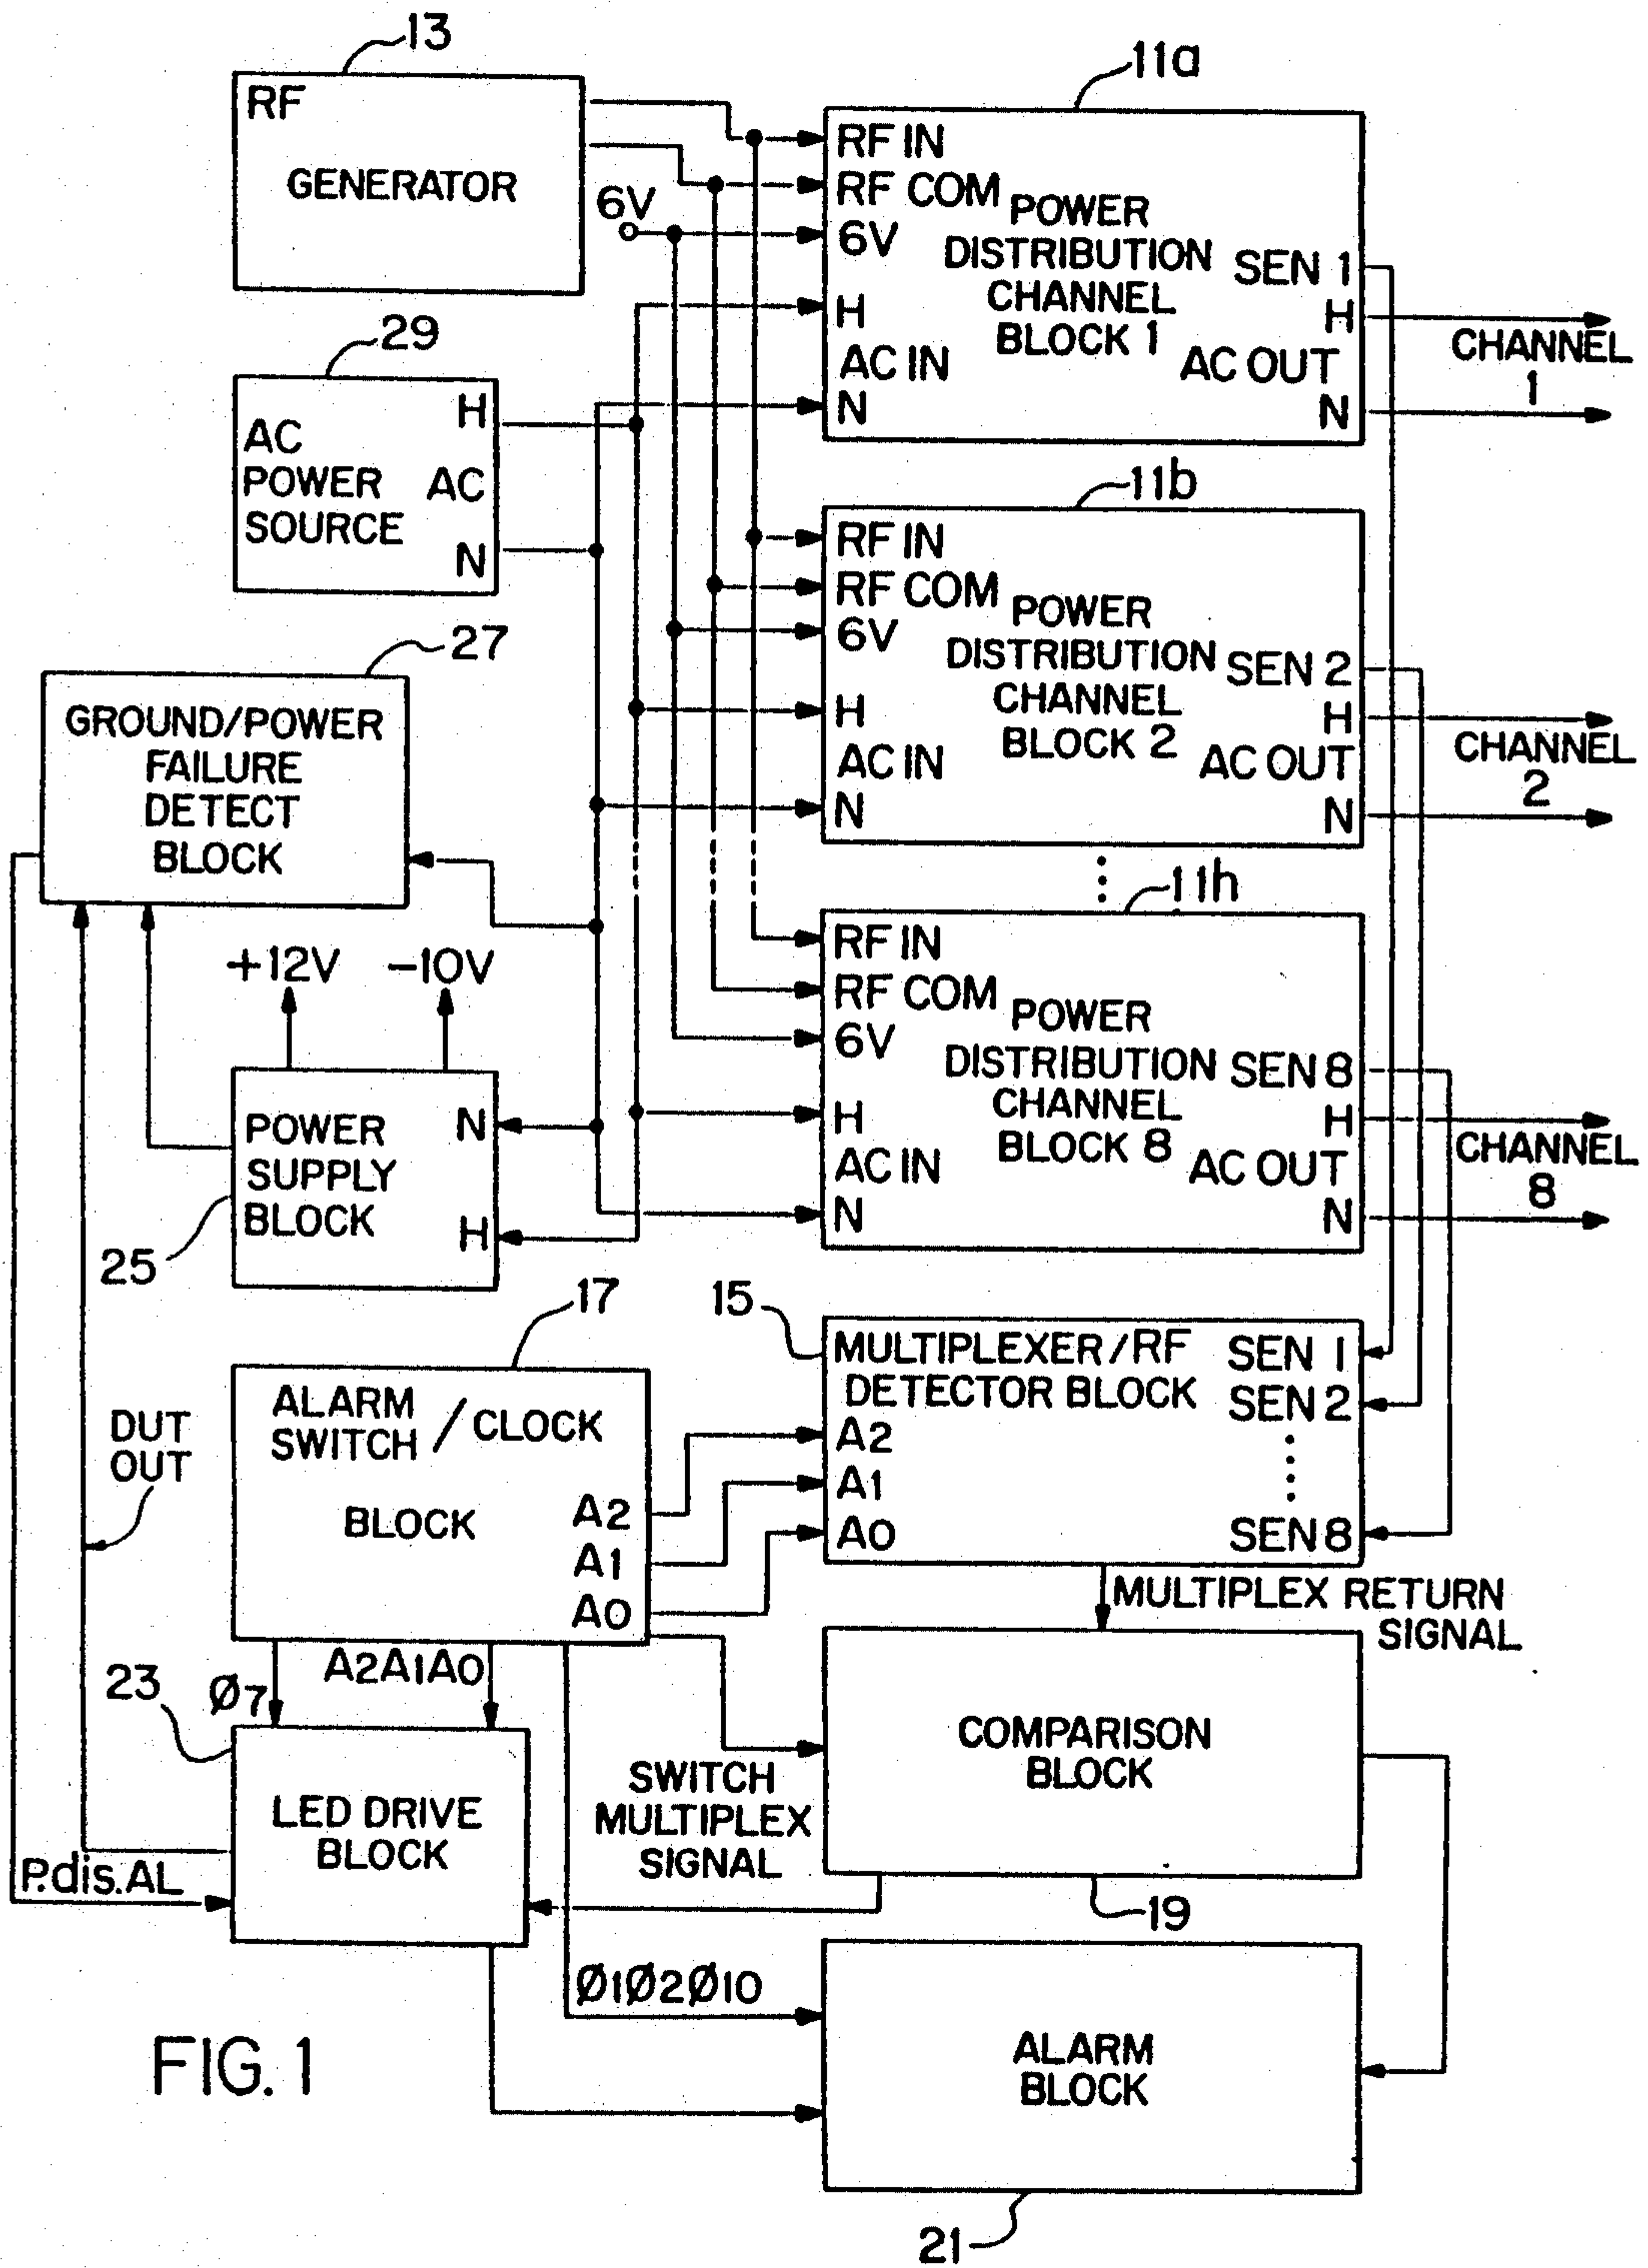 13
RF
GENERATOR
11a
RF IN
RF COM
6V
6V
POWER
DISTRIBUTION
CHANNEL
BLOCK 1
SEN 1
H
AC IN
N
H
AC OUT
N
CHANNEL
1
29
AC
POWER
SOURCE
H
AC
N
11b
RF IN
RF COM
6V
POWER
DISTRIBUTION
CHANNEL
BLOCK 2
SEN 2
H
AC IN
N
H
AC OUT
N
CHANNEL
2
27
GROUND/POWER
FAILURE
DETECT
BLOCK
11h
RF IN
RF COM
6V
POWER
DISTRIBUTION
CHANNEL
BLOCK 8
SEN 8
H
AC IN
N
H
AC OUT
N
CHANNEL
8
+12V
-10V
POWER
SUPPLY
BLOCK
N
H
25
17
ALARM
SWITCH / CLOCK
BLOCK
A2
A1
A0
15
MULTIPLEXER/RF
DETECTOR BLOCK
A2
A1
A0
SEN 1
SEN 2
SEN 8
DUT
OUT
MULTIPLEX RETURN
SIGNAL
23
Ø7
A2A1A0
LED DRIVE
BLOCK
SWITCH
MULTIPLEX
SIGNAL
COMPARISON
BLOCK
19
P.dis.AL
Ø1Ø2Ø10
ALARM
BLOCK
21
FIG. 1